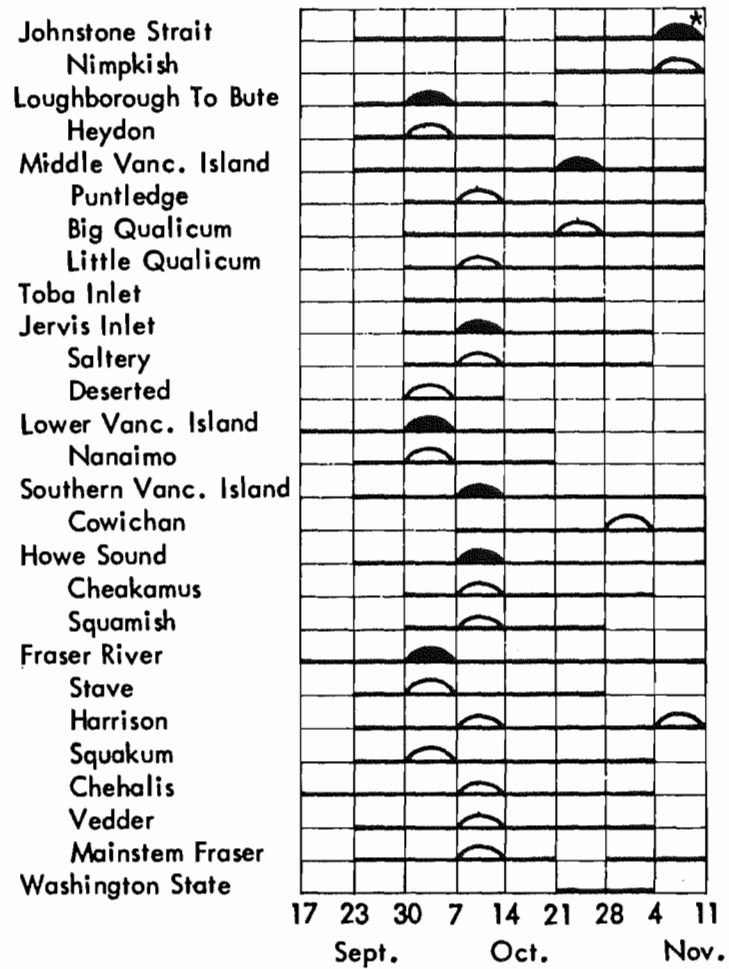 *
Johnstone Strait
Nimpkish
Loughborough To Bute
Heydon
Middle Vanc. Island
Puntledge
Big Qualicum
Little Qualicum
Toba Inlet
Jervis Inlet
Saltery
Deserted
Lower Vanc. Island
Nanaimo
Southern Vanc. Island
Cowichan
Howe Sound
Cheakamus
Squamish
Fraser River
Stave
Harrison
Squakum
Chehalis
Vedder
Mainstem Fraser
Washington State
17 23 30 7 14 21 28 4 11
Sept. Oct. Nov.